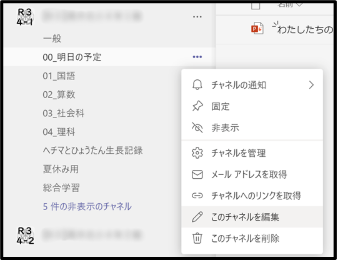 R3
4-1
一般
00_明日の予定
01_国語
02_算数
03_社会科
04_理科
ヘチマとひょうたん生長記録
夏休み用
総合学習
5 件の非表示のチャネル
R3
4-2
名前
わたしたちの
チャネルの通知
固定
非表示
チャネルを管理
メール アドレスを取得
チャネルへのリンクを取得
このチャネルを編集
このチャネルを削除